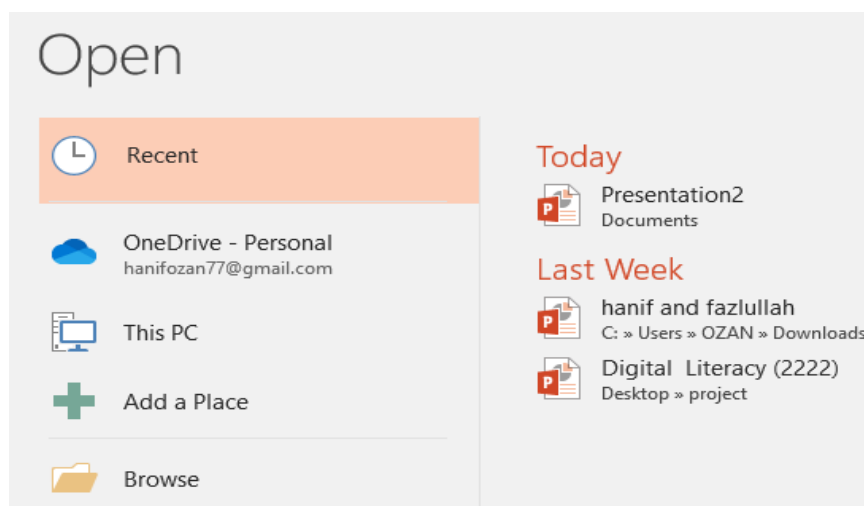 Open
Recent
OneDrive - Personal
hanifozan77@gmail.com
This PC
Add a Place
Browse
Today
Presentation2
Documents
Last Week
hanif and fazlullah
C: » Users » OZAN » Downloads
Digital  Literacy (2222)
Desktop » project